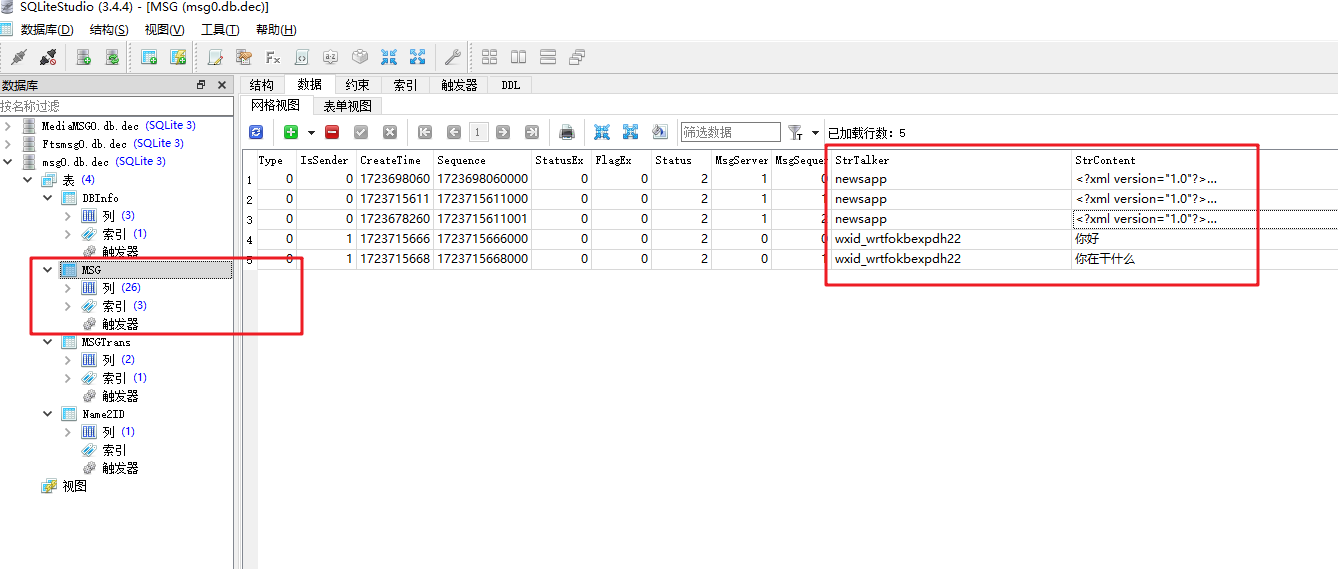 SQLiteStudio (3.4.4) - [MSG (msg0.db.dec)]
数据库(D) 结构(S) 视图(V) 工具(T) 帮助(H)
数据库
结构 数据 约束 索引 触发器 DDL
按名称过滤
网格视图 表单视图
MediaMSG0.db.dec (SQLite 3)
Ftsmsg0.db.dec (SQLite 3)
msg0.db.dec (SQLite 3)
表 (4)
DBInfo
列 (3)
索引 (1)
触发器
MSG
列 (26)
索引 (3)
触发器
MSGTrans
列 (2)
索引 (1)
触发器
Name2ID
列 (1)
索引
触发器
视图
1 筛选数据 已加载行数: 5
Type IsSender CreateTime Sequence StatusEx FlagEx Status MsgServer MsgSequer StrTalker StrContent
1 0 0 1723698060 1723698060000 0 0 2 1 0 newsapp <?xml version="1.0"?>...
2 0 0 1723715611 1723715611000 0 0 2 1 1 newsapp <?xml version="1.0"?>...
3 0 0 1723678260 1723715611001 0 0 2 1 2 newsapp <?xml version="1.0"?>...
4 0 1 1723715666 1723715666000 0 0 2 0 0 wxid_wrtfokbexpdh22 你好
5 0 1 1723715668 1723715668000 0 0 2 0 0 wxid_wrtfokbexpdh22 你在干什么